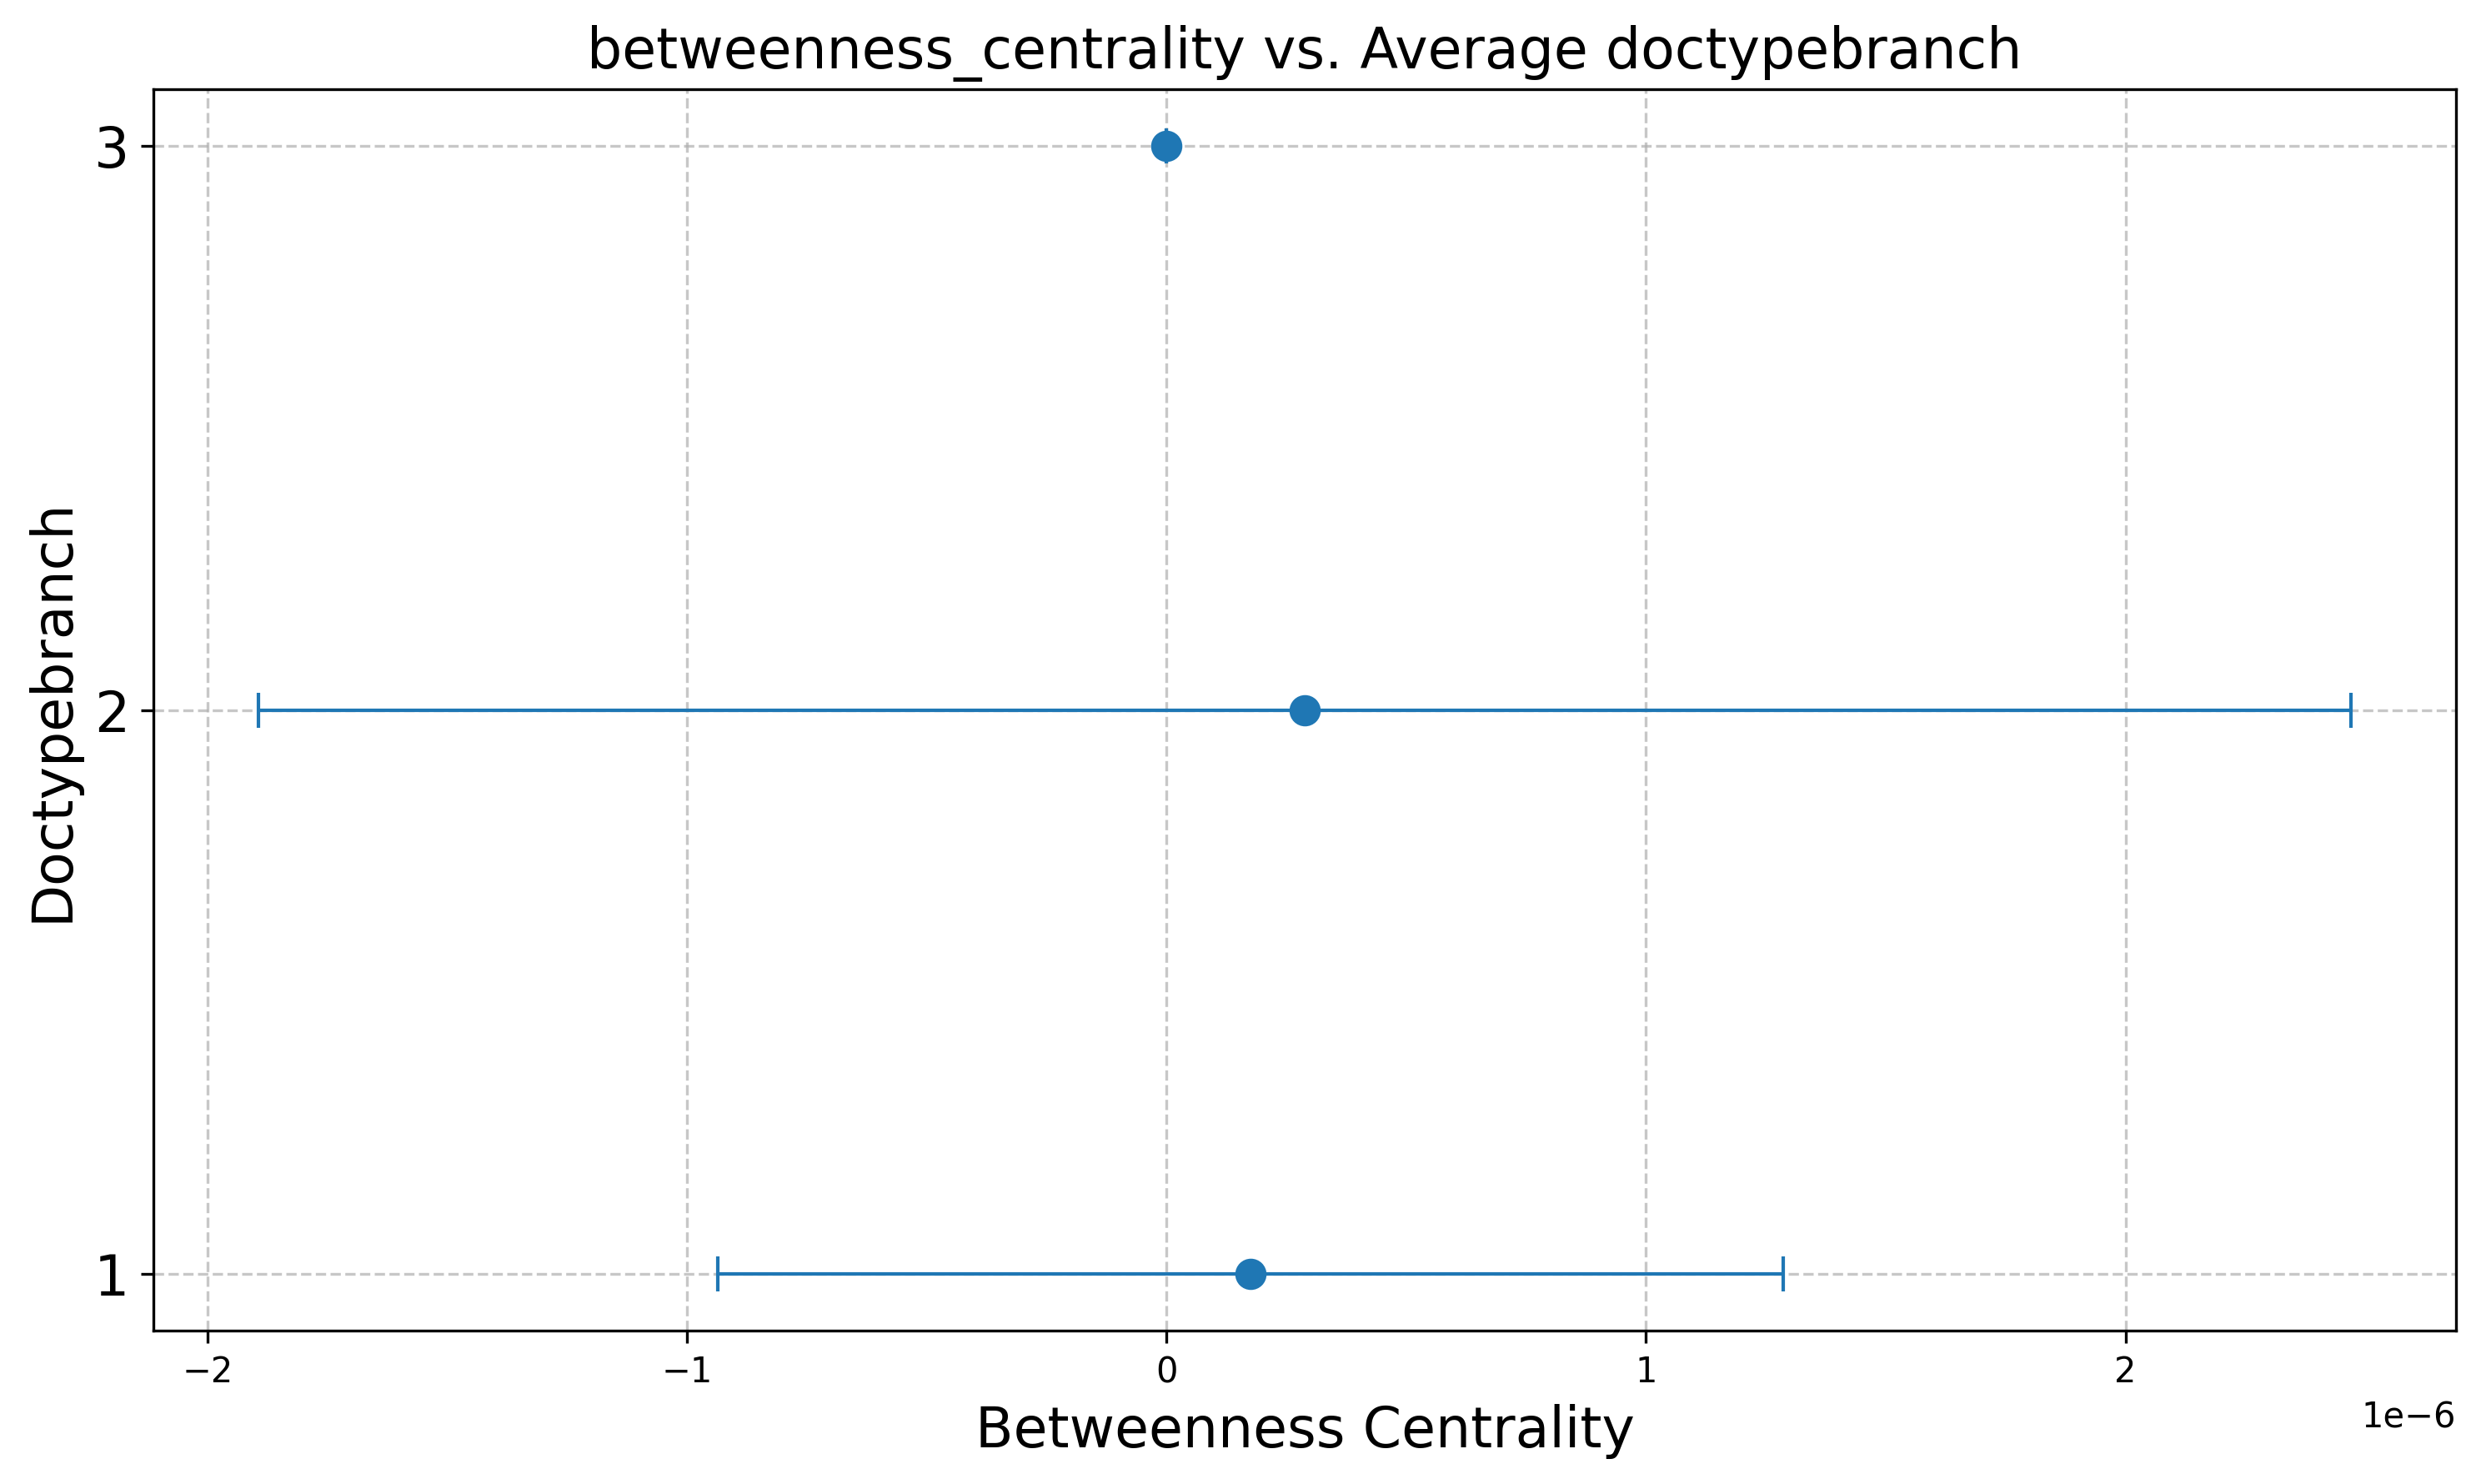 betweenness_centrality vs. Average doctypebranch
3
2
1
Doctypebranch
−2 −1 0 1 2
1e−6
Betweenness Centrality